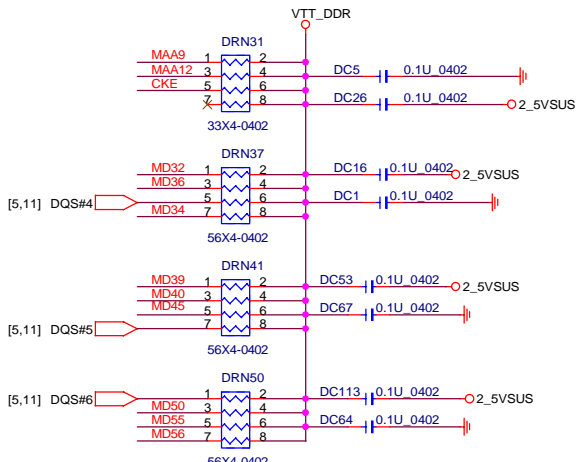 VTT_DDR
DRN31
MAA9 1 2
MAA12 3 4 DC5 0.1U_0402
CKE 5 6
7 8 DC26 0.1U_0402 2_5VSUS
33X4-0402
DRN37
MD32 1 2 DC16 0.1U_0402 2_5VSUS
MD36 3 4
[5,11] DQS#4 5 6 DC1 0.1U_0402
MD34 7 8
56X4-0402
DRN41
MD39 1 2 DC53 0.1U_0402 2_5VSUS
MD40 3 4
MD45 5 6 DC67 0.1U_0402
[5,11] DQS#5 7 8
56X4-0402
DRN50
[5,11] DQS#6 1 2 DC113 0.1U_0402 2_5VSUS
MD50 3 4
MD55 5 6 DC64 0.1U_0402
MD56 7 8
56X4-0402